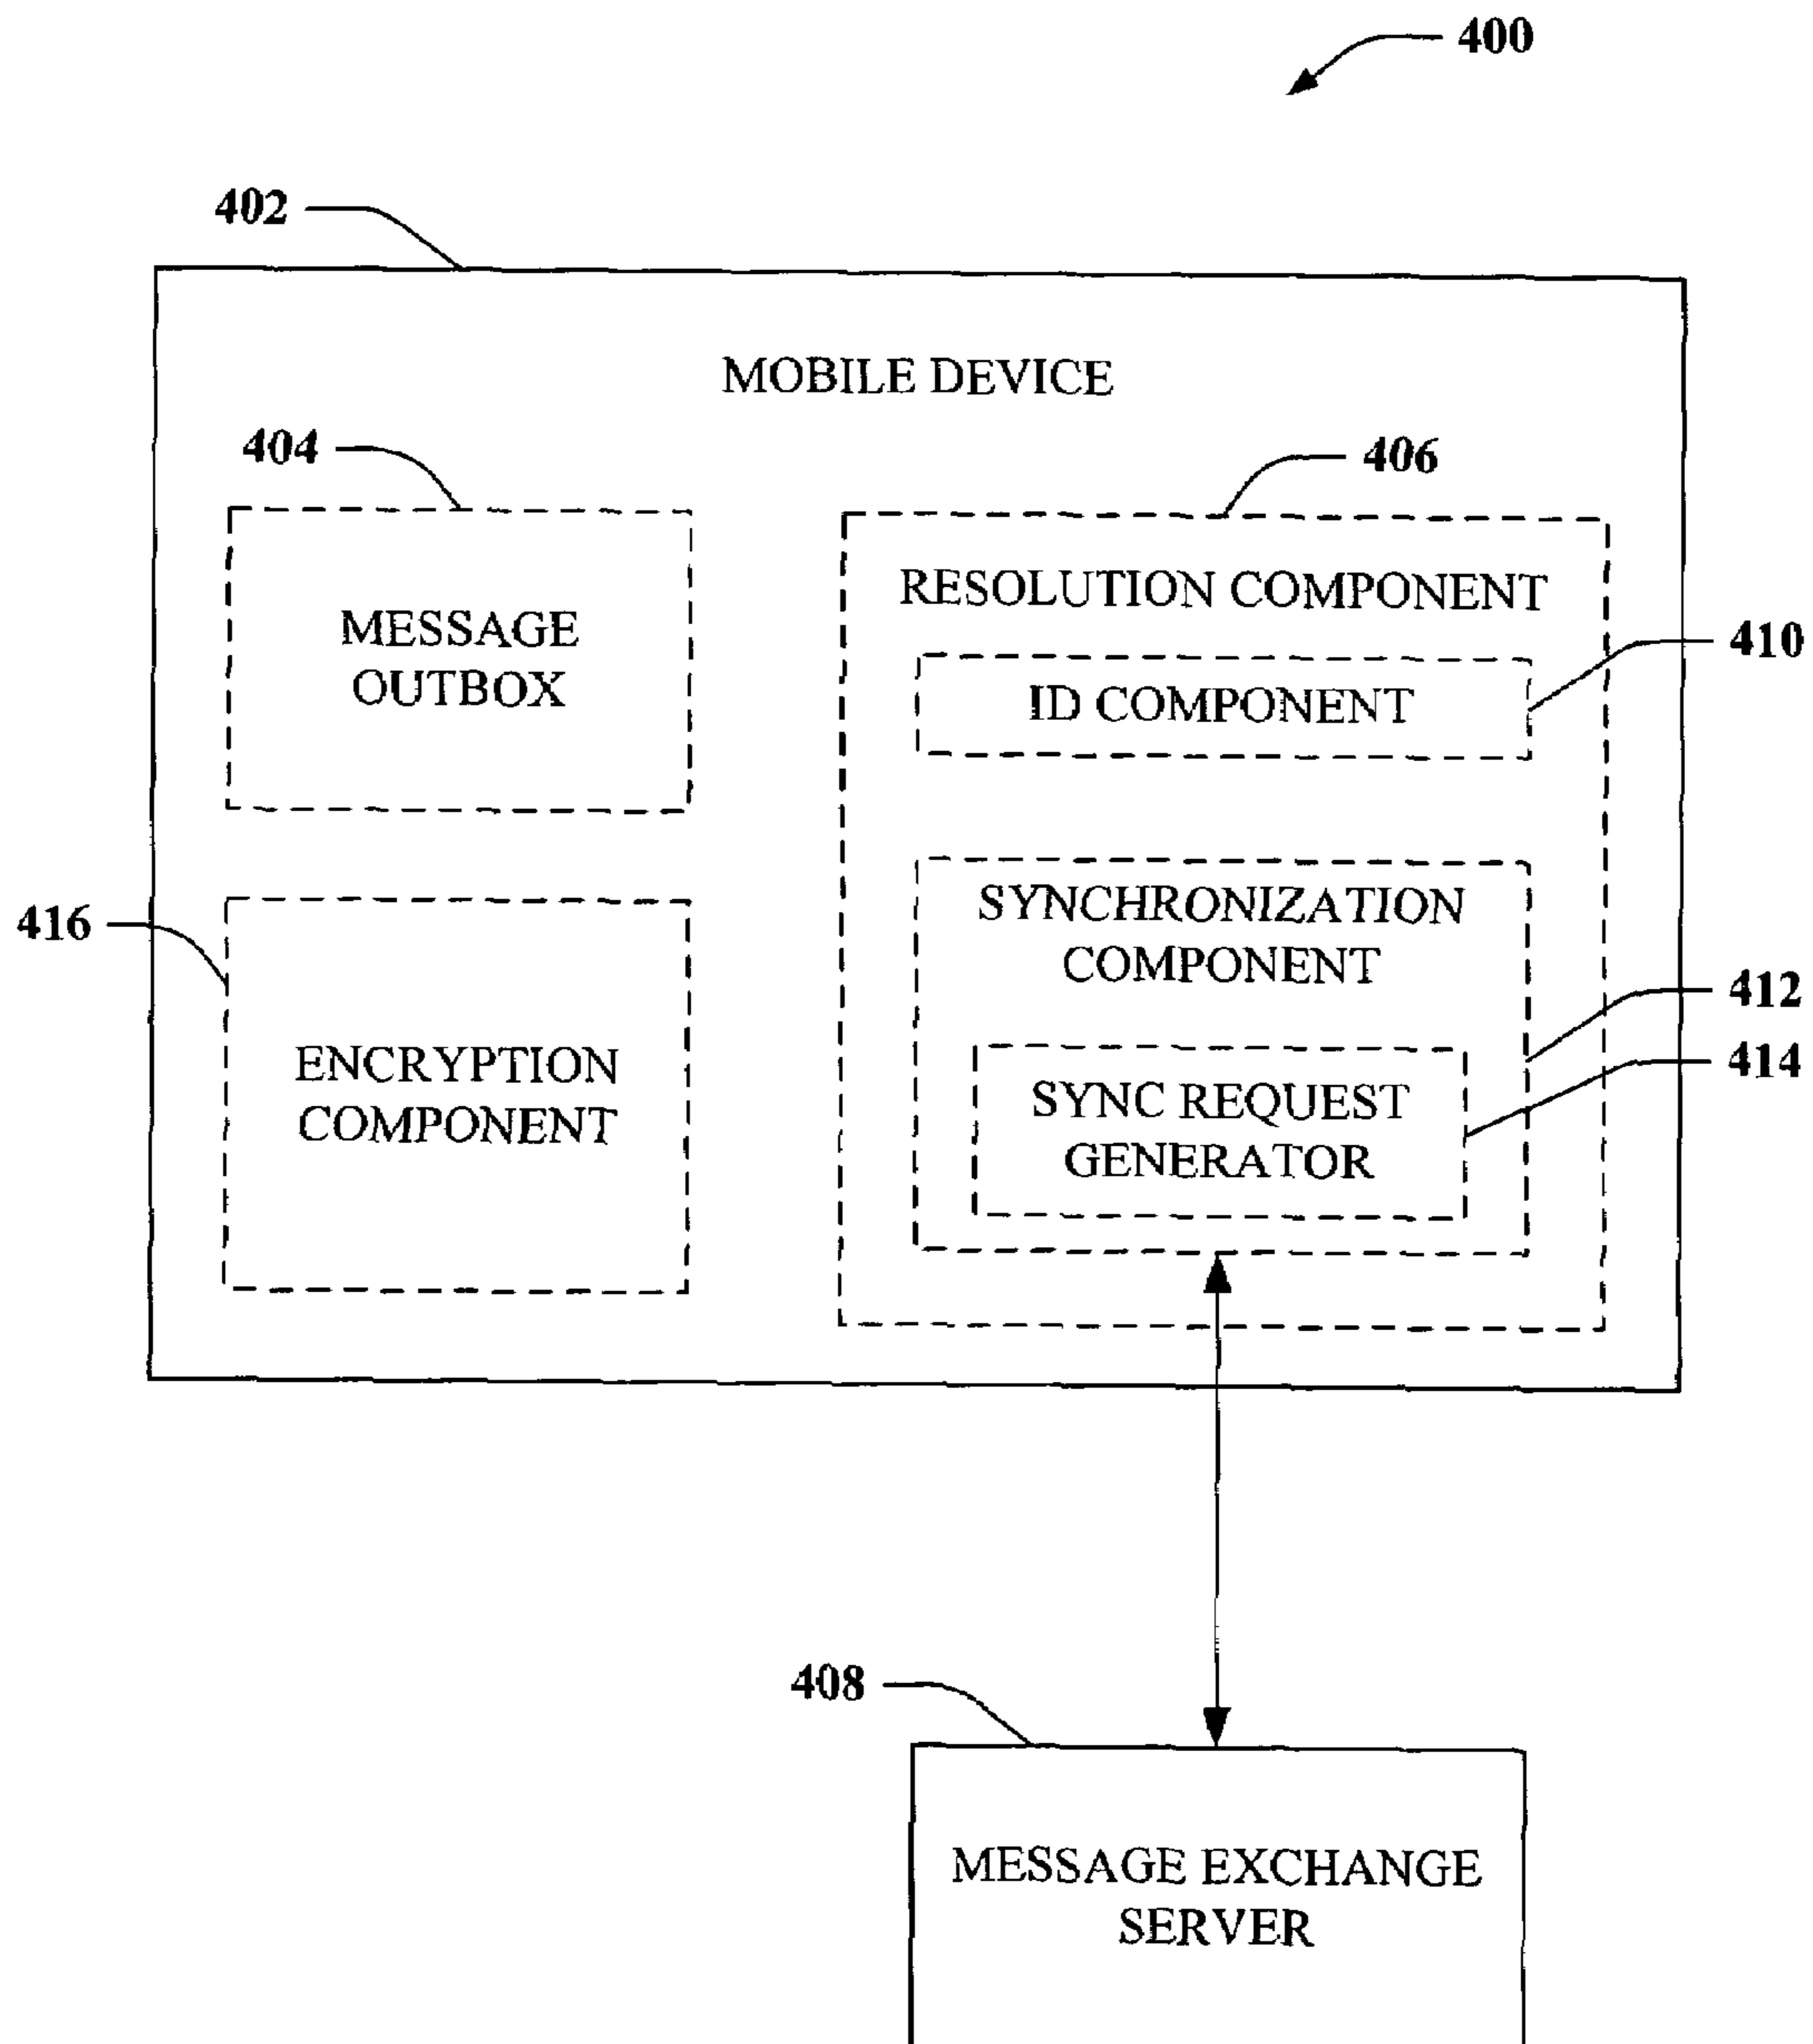 400
402
MOBILE DEVICE
404
406
MESSAGE
OUTBOX
RESOLUTION COMPONENT
410
ID COMPONENT
416
SYNCHRONIZATION
COMPONENT
412
414
ENCRYPTION
COMPONENT
SYNC REQUEST
GENERATOR
408
MESSAGE EXCHANGE
SERVER